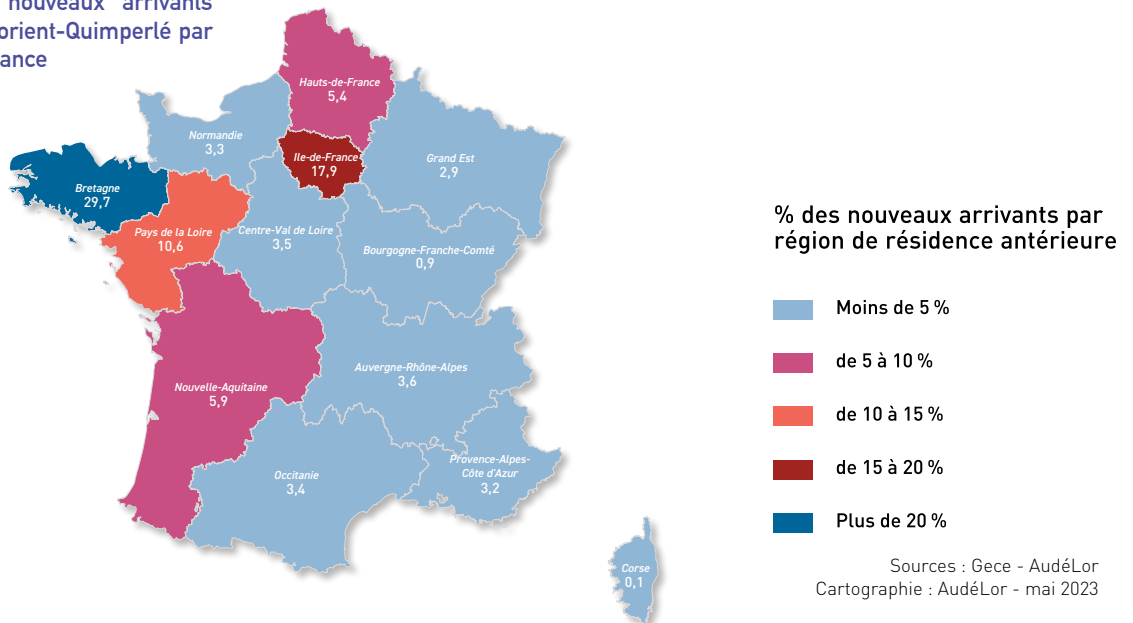 nouveaux arrivants
orient-Quimperlé par
ance
Hauts-de-France
5,4
Normandie
3,3
Ile-de-France
17,9
Grand Est
2,9
Bretagne
29,7
Pays de la Loire
10,6
Centre-Val de Loire
3,5
Bourgogne-Franche-Comté
0,9
Auvergne-Rhône-Alpes
3,6
Nouvelle-Aquitaine
5,9
Occitanie
3,4
Provence-Alpes-
Côte d'Azur
3,2
Corse
0,1
% des nouveaux arrivants par
région de résidence antérieure
Moins de 5 %
de 5 à 10 %
de 10 à 15 %
de 15 à 20 %
Plus de 20 %
Sources : Gece - AudéLor
Cartographie : AudéLor - mai 2023